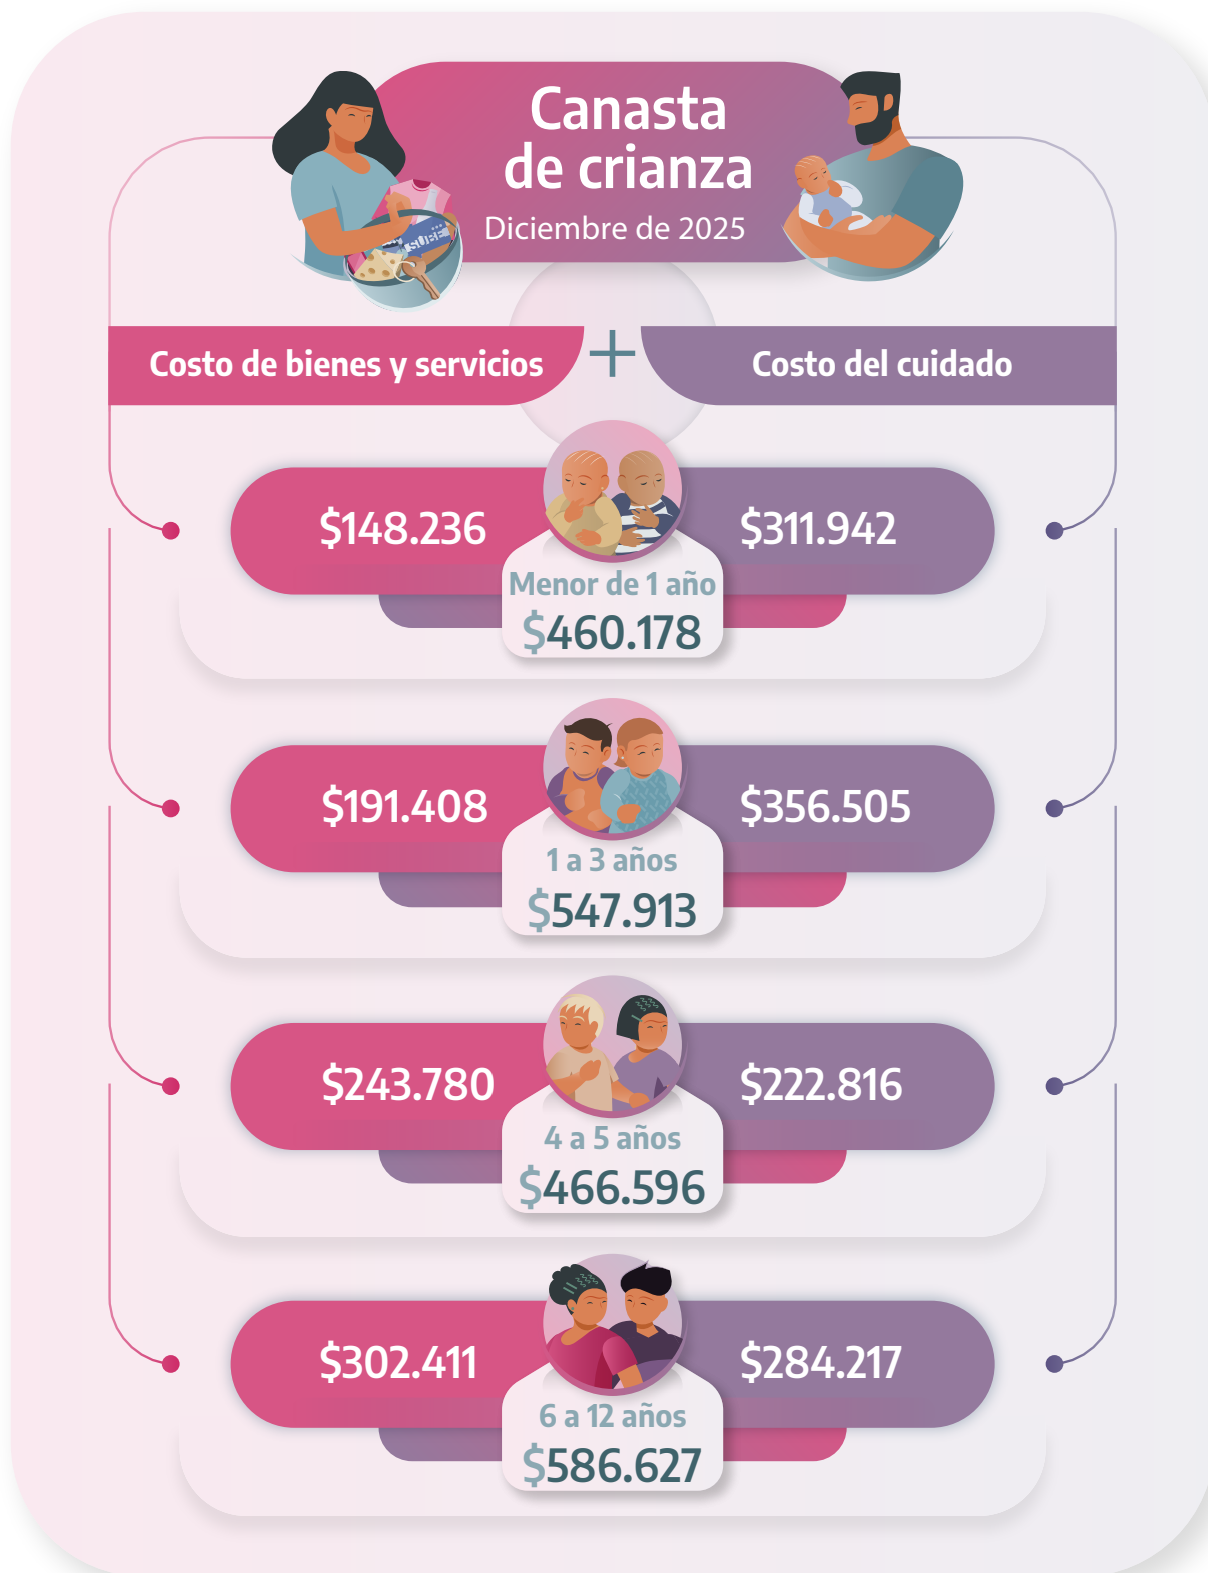 Canasta
de crianza
Diciembre de 2025
SUBE
Costo de bienes y servicios
+
Costo del cuidado
$148.236
$311.942
Menor de 1 año
$460.178
$191.408
$356.505
1 a 3 años
$547.913
$243.780
$222.816
4 a 5 años
$466.596
$302.411
$284.217
6 a 12 años
$586.627